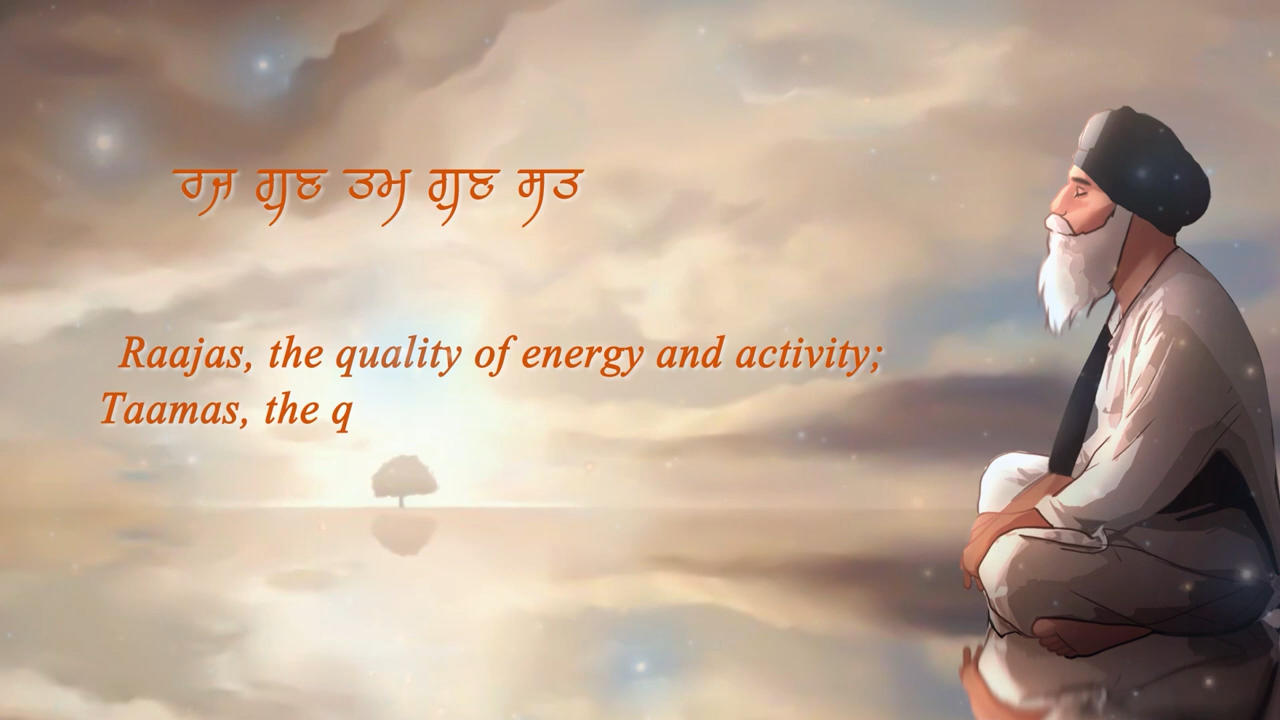 ਰਜ ਗੁਣ ਤਮ ਗੁਣ ਸਤ
Raajas, the quality of energy and activity;
Taamas, the q